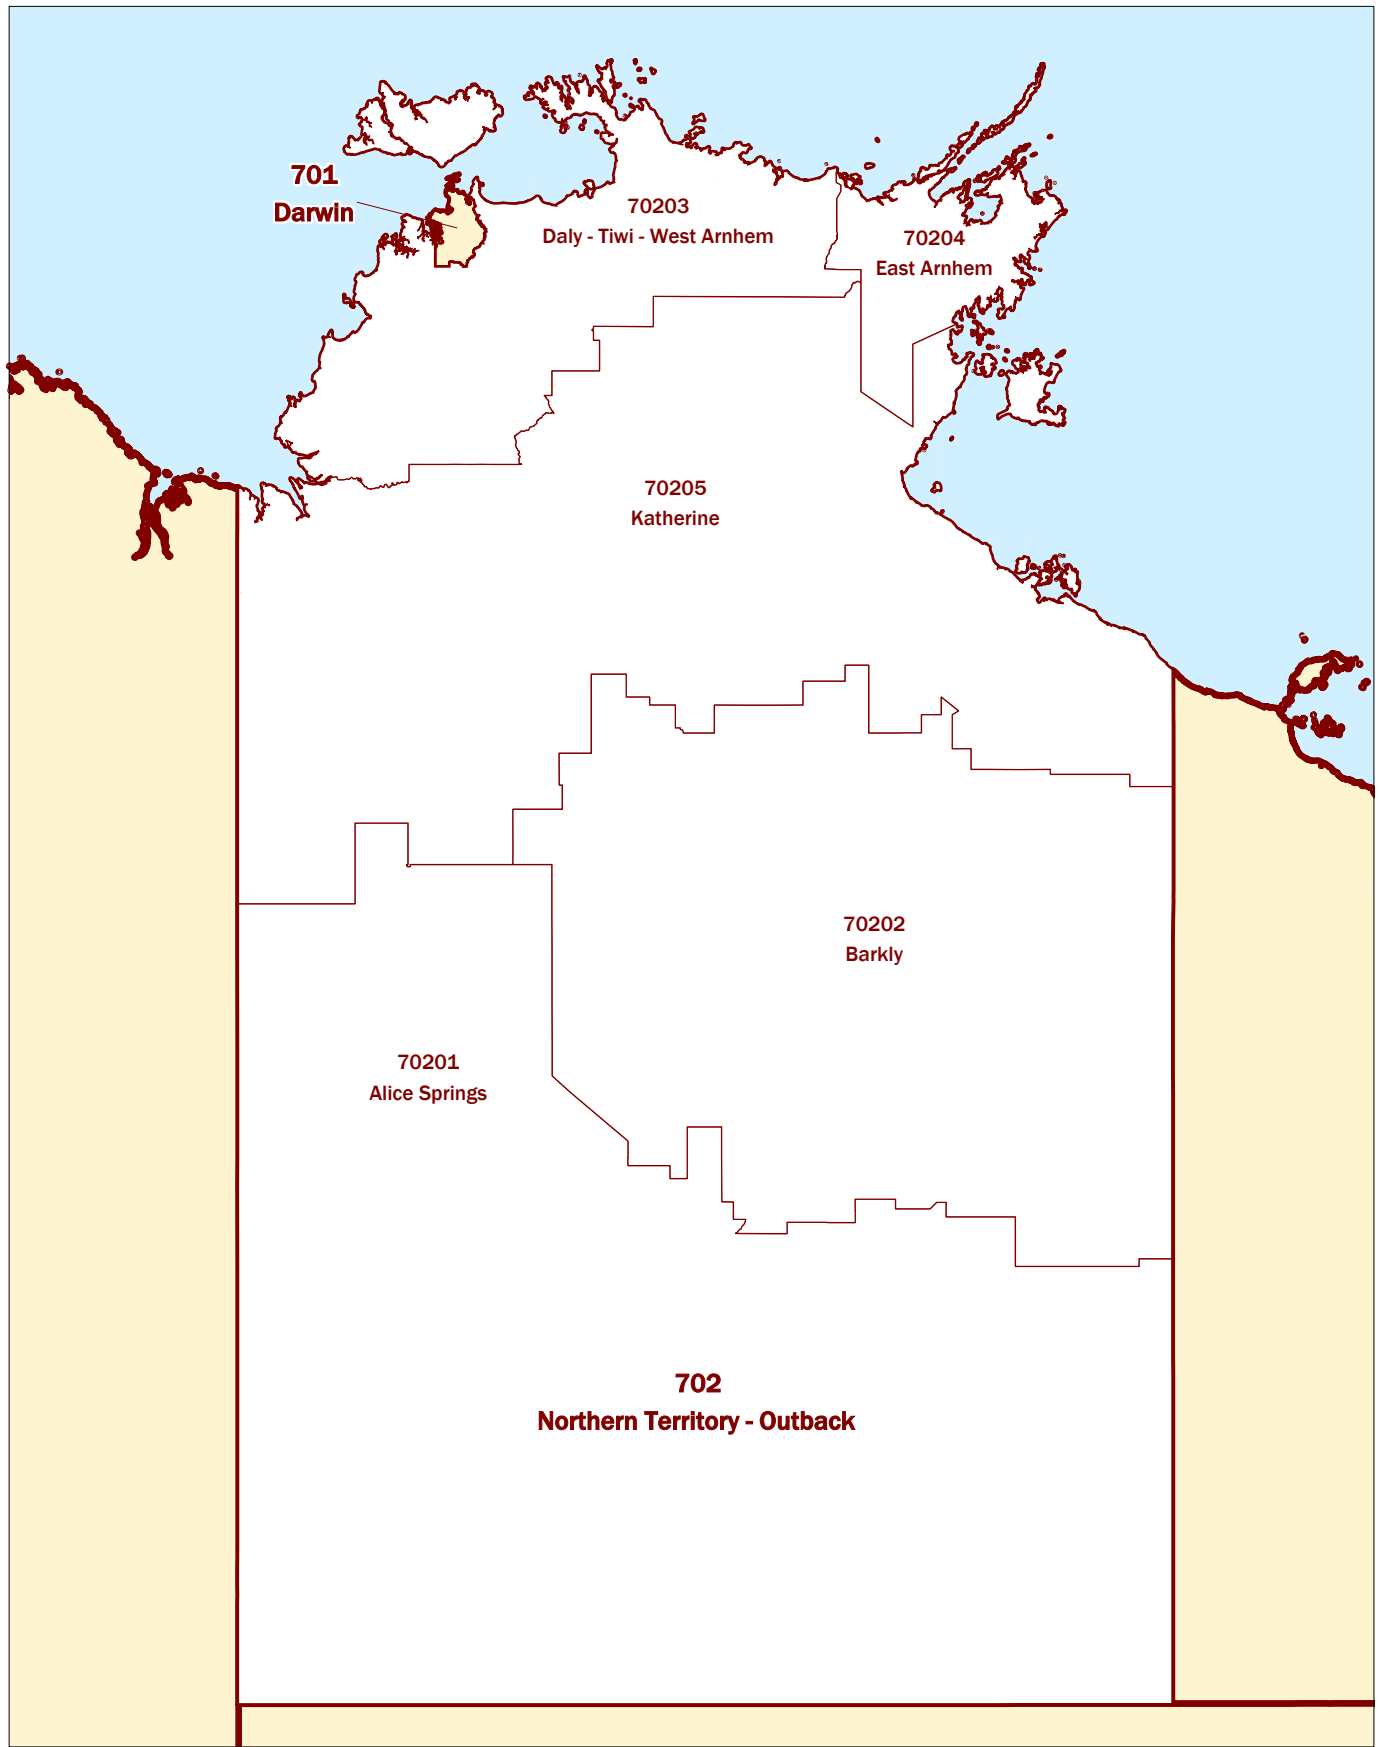 701
Darwin
70203
Daly - Tiwi - West Arnhem
70204
East Arnhem
70205
Katherine
70202
Barkly
70201
Alice Springs
702
Northern Territory - Outback